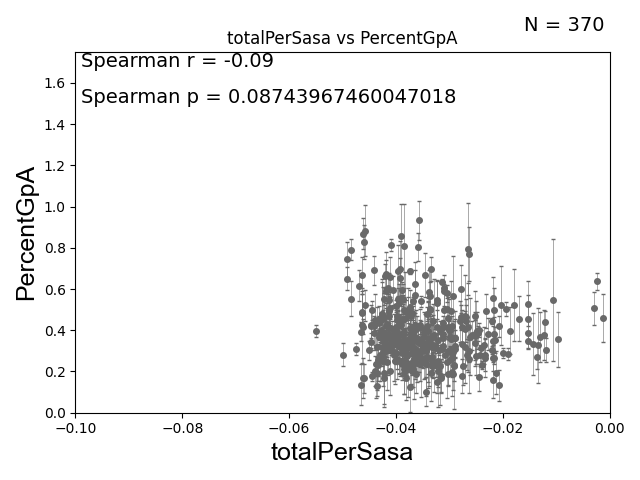 N = 370
totalPerSasa vs PercentGpA
Spearman r = -0.09
Spearman p = 0.08743967460047018
PercentGpA
1.6
1.4
1.2
1.0
0.8
0.6
0.4
0.2
0.0
−0.10
−0.08
−0.06
−0.04
−0.02
0.00
totalPerSasa